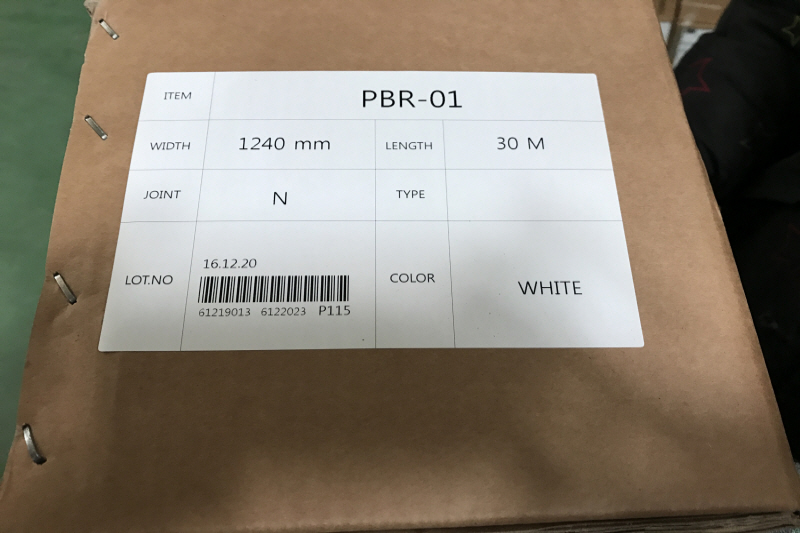 ITEM PBR-01
WIDTH 1240 mm LENGTH 30 M
JOINT N TYPE
LOT.NO 16.12.20 COLOR WHITE
61219013 6122023 P115